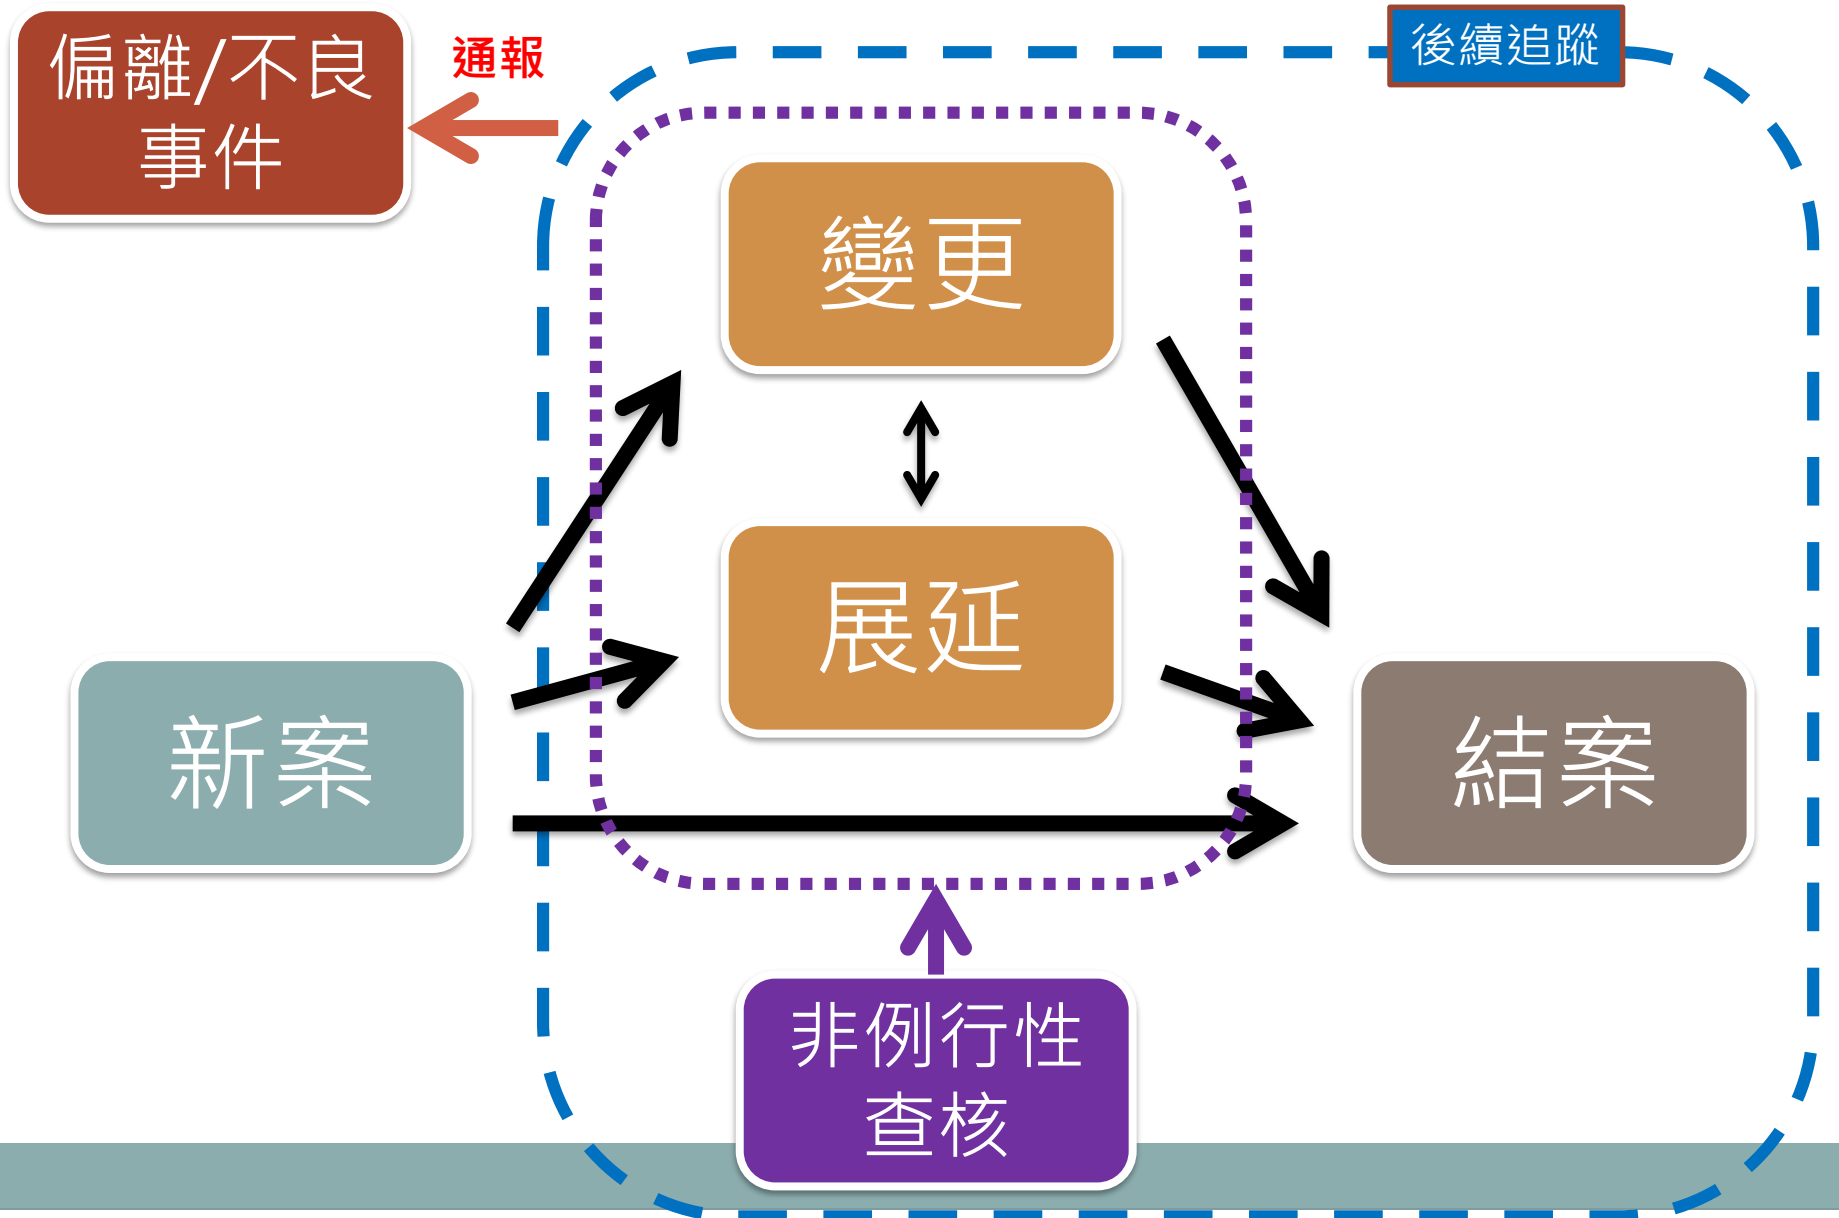 偏離/不良
事件
通報
後續追蹤
變更
展延
新案
結案
非例行性
查核